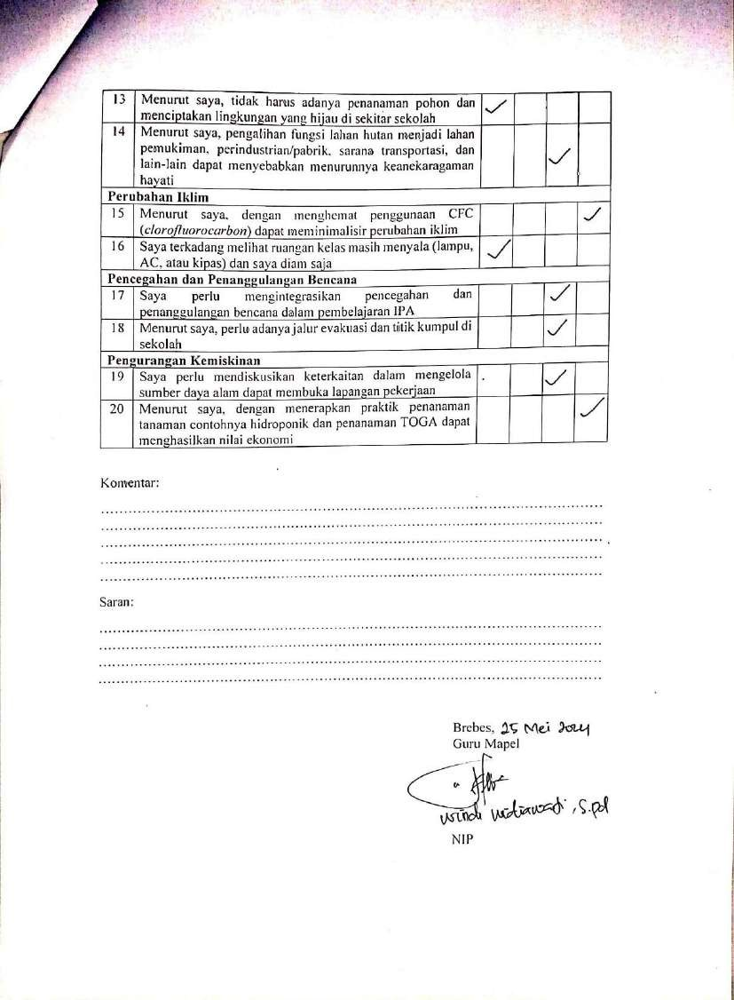 13 Menurut saya, tidak harus adanya penanaman pohon dan
menciptakan lingkungan yang hijau di sekitar sekolah ✓
14 Menurut saya, pengalihan fungsi lahan hutan menjadi lahan
pemukiman, perindustrian/pabrik, sarana transportasi, dan
lain-lain dapat menyebabkan menurunnya keanekaragaman ✓
hayati
Perubahan Iklim
15 Menurut saya, dengan menghemat penggunaan CFC ✓
(clorofluorocarbon) dapat meminimalisir perubahan iklim
16 Saya terkadang melihat ruangan kelas masih menyala (lampu, ✓
AC, atau kipas) dan saya diam saja
Pencegahan dan Penanggulangan Bencana
17 Saya perlu mengintegrasikan pencegahan dan ✓
penanggulangan bencana dalam pembelajaran IPA
18 Menurut saya, perlu adanya jalur evakuasi dan titik kumpul di ✓
sekolah
Pengurangan Kemiskinan
19 Saya perlu mendiskusikan keterkaitan dalam mengelola ✓
sumber daya alam dapat membuka lapangan pekerjaan
20 Menurut saya, dengan menerapkan praktik penanaman ✓
tanaman contohnya hidroponik dan penanaman TOGA dapat
menghasilkan nilai ekonomi
Komentar:
Saran:
Brebes, 25 Mei 2024
Guru Mapel
Windi Widiawati, S.Pd
NIP